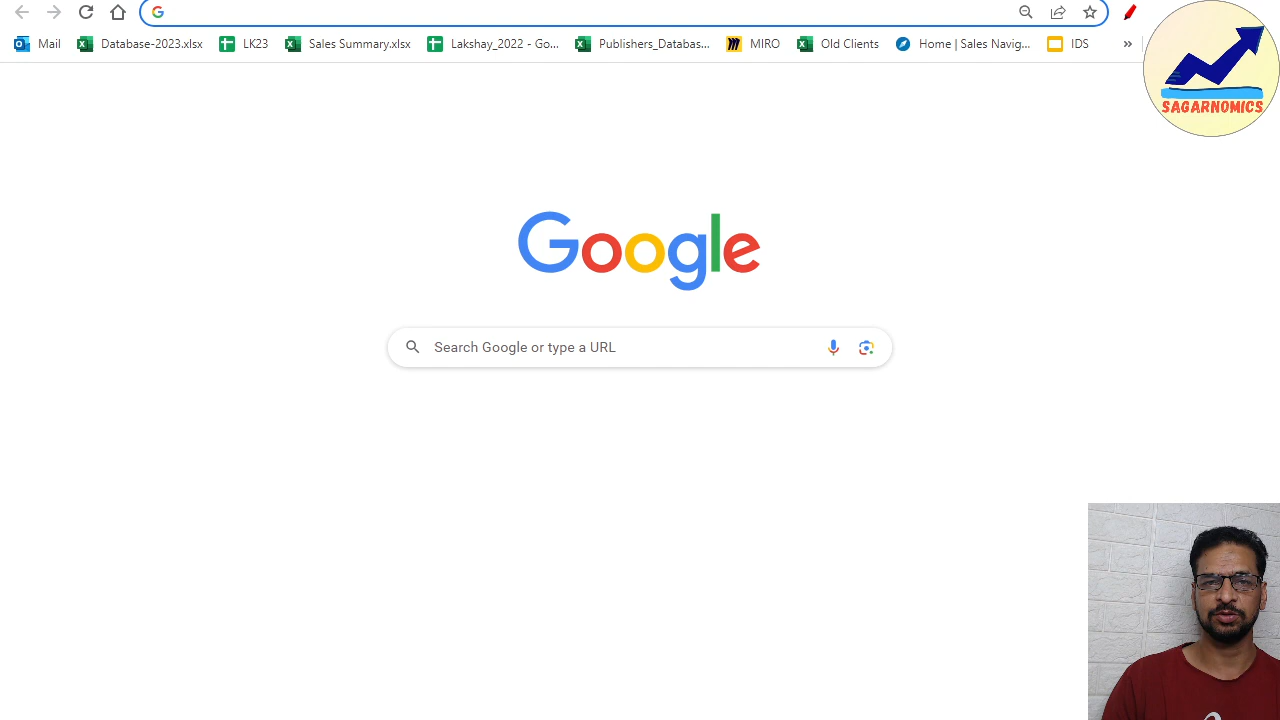 Mail Database-2023.xlsx LK23 Sales Summary.xlsx Lakshay_2022 - Go... Publishers_Databas... MIRO Old Clients Home | Sales Navig... IDS »
SAGARNOMICS
Google
Search Google or type a URL